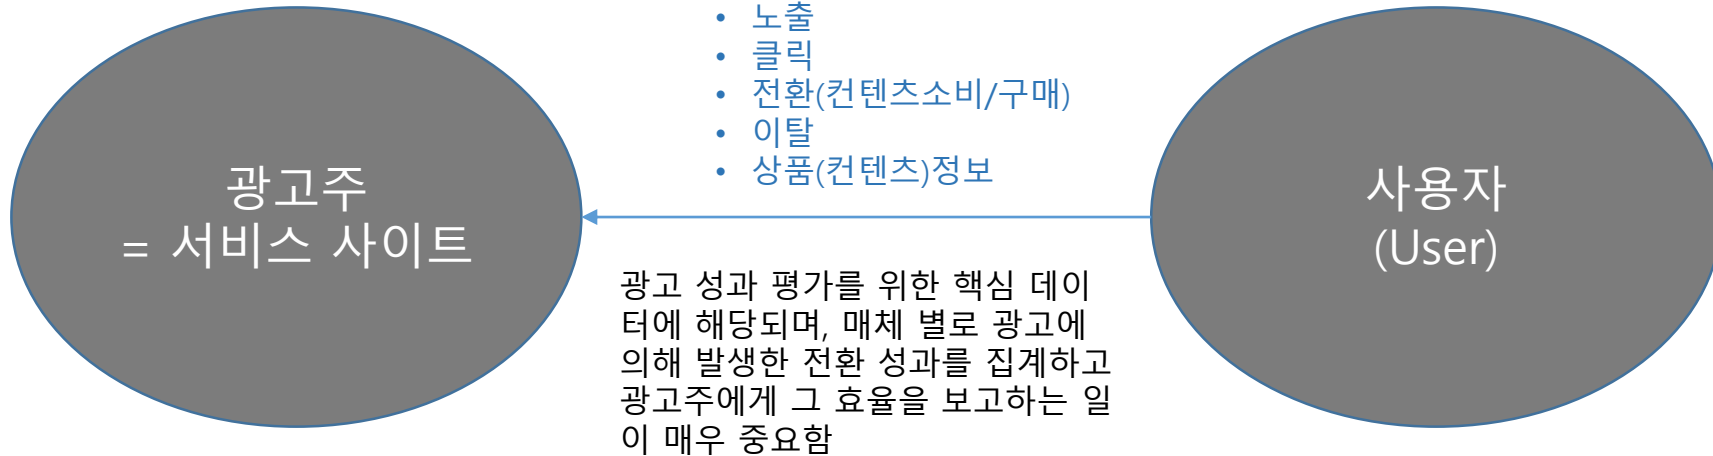 광고주
= 서비스 사이트
• 노출
• 클릭
• 전환(컨텐츠소비/구매)
• 이탈
• 상품(컨텐츠)정보
광고 성과 평가를 위한 핵심 데이
터에 해당되며, 매체 별로 광고에
의해 발생한 전환 성과를 집계하고
광고주에게 그 효율을 보고하는 일
이 매우 중요함
사용자
(User)